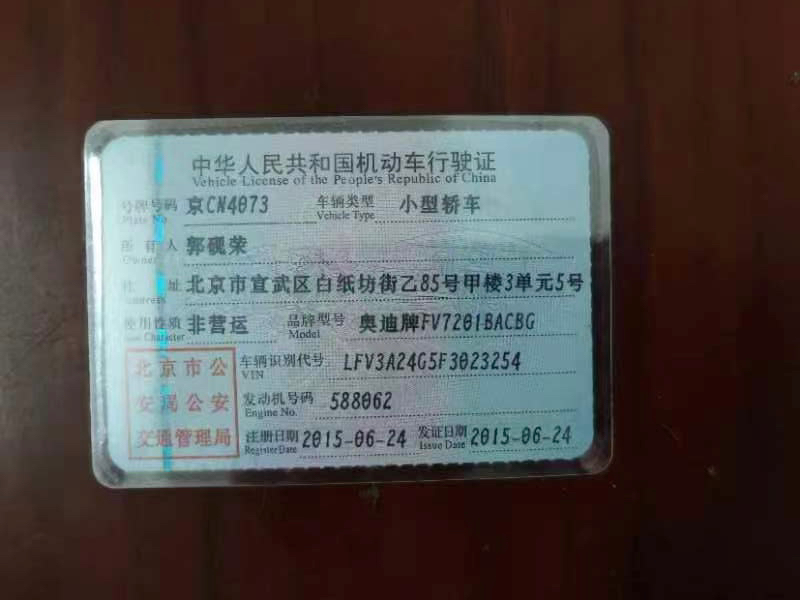 中华人民共和国机动车行驶证
Vehicle License of the People's Republic of China
号牌号码 京CN4073 车辆类型 小型轿车
Plate No. Vehicle Type
所有人 郭砚荣
Owner
住址 北京市宣武区白纸坊街乙85号甲楼3单元5号
Address
使用性质 非营运 品牌型号 奥迪牌FV7201BACBG
Use Character Model
北京市公 车辆识别代号 LFV3A24G5F3023254
VIN
安局公安 发动机号码 588062
Engine No.
交通管理局 注册日期 2015-06-24 发证日期 2015-06-24
Register Date Issue Date